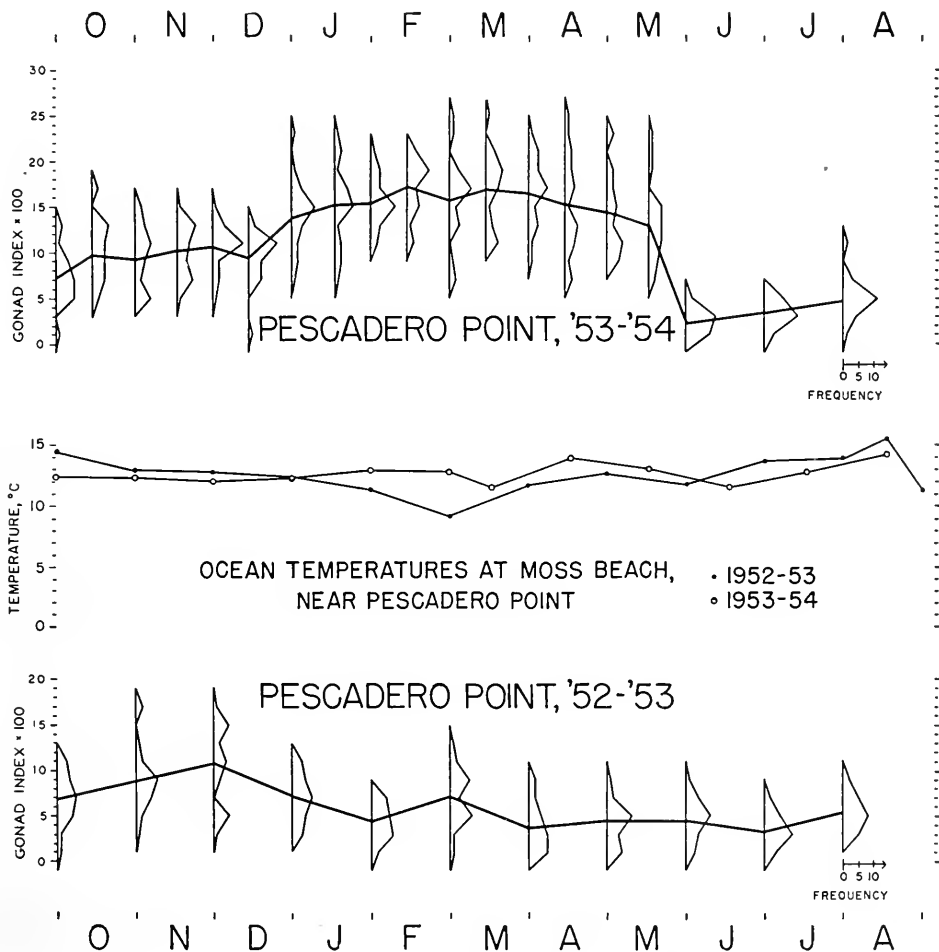 O N D J F M A M J J A
30
25
20
15
10
5
0
GONAD INDEX × 100
PESCADERO POINT, '53-'54
0 5 10
FREQUENCY
15
10
5
0
TEMPERATURE, °C
OCEAN TEMPERATURES AT MOSS BEACH,
NEAR PESCADERO POINT
• 1952-53
○ 1953-54
20
15
10
5
0
GONAD INDEX × 100
PESCADERO POINT, '52-'53
0 5 10
FREQUENCY
O N D J F M A M J J A